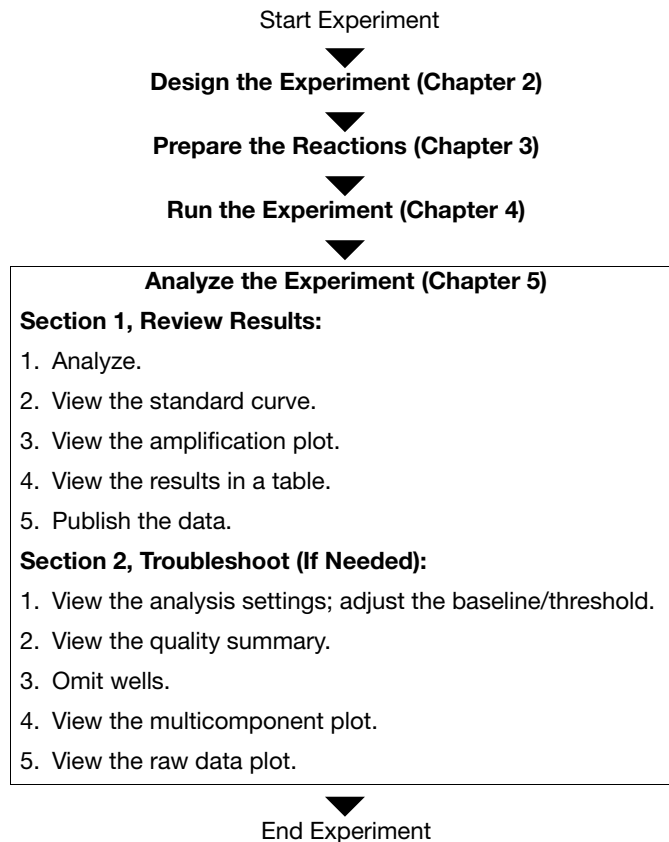 Start Experiment
Design the Experiment (Chapter 2)
Prepare the Reactions (Chapter 3)
Run the Experiment (Chapter 4)
Analyze the Experiment (Chapter 5)
Section 1, Review Results:
1. Analyze.
2. View the standard curve.
3. View the amplification plot.
4. View the results in a table.
5. Publish the data.
Section 2, Troubleshoot (If Needed):
1. View the analysis settings; adjust the baseline/threshold.
2. View the quality summary.
3. Omit wells.
4. View the multicomponent plot.
5. View the raw data plot.
End Experiment